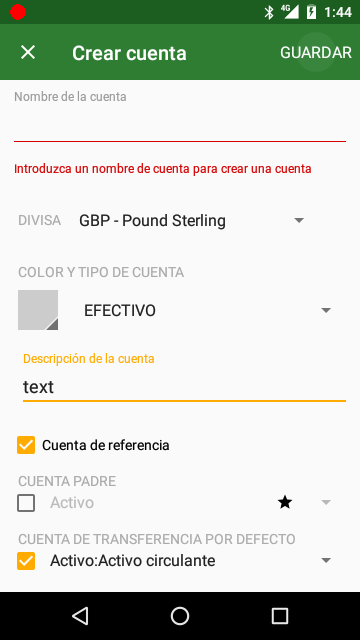 4G 1:44
Crear cuenta GUARDAR
Nombre de la cuenta
Introduzca un nombre de cuenta para crear una cuenta
DIVISA GBP - Pound Sterling
COLOR Y TIPO DE CUENTA
EFECTIVO
Descripción de la cuenta
text
Cuenta de referencia
CUENTA PADRE
Activo
CUENTA DE TRANSFERENCIA POR DEFECTO
Activo:Activo circulante